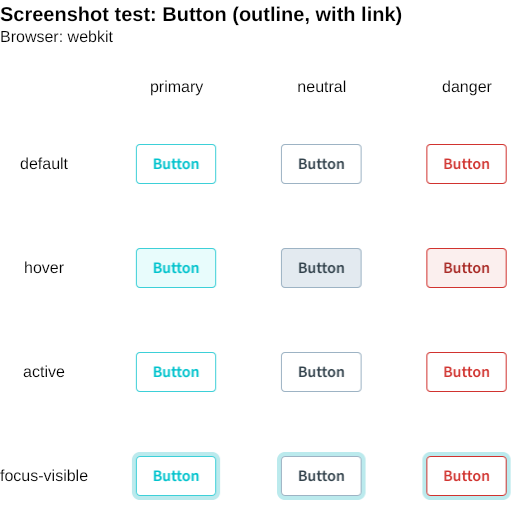 Screenshot test: Button (outline, with link)
Browser: webkit
primary neutral danger
default Button Button Button
hover Button Button Button
active Button Button Button
focus-visible Button Button Button